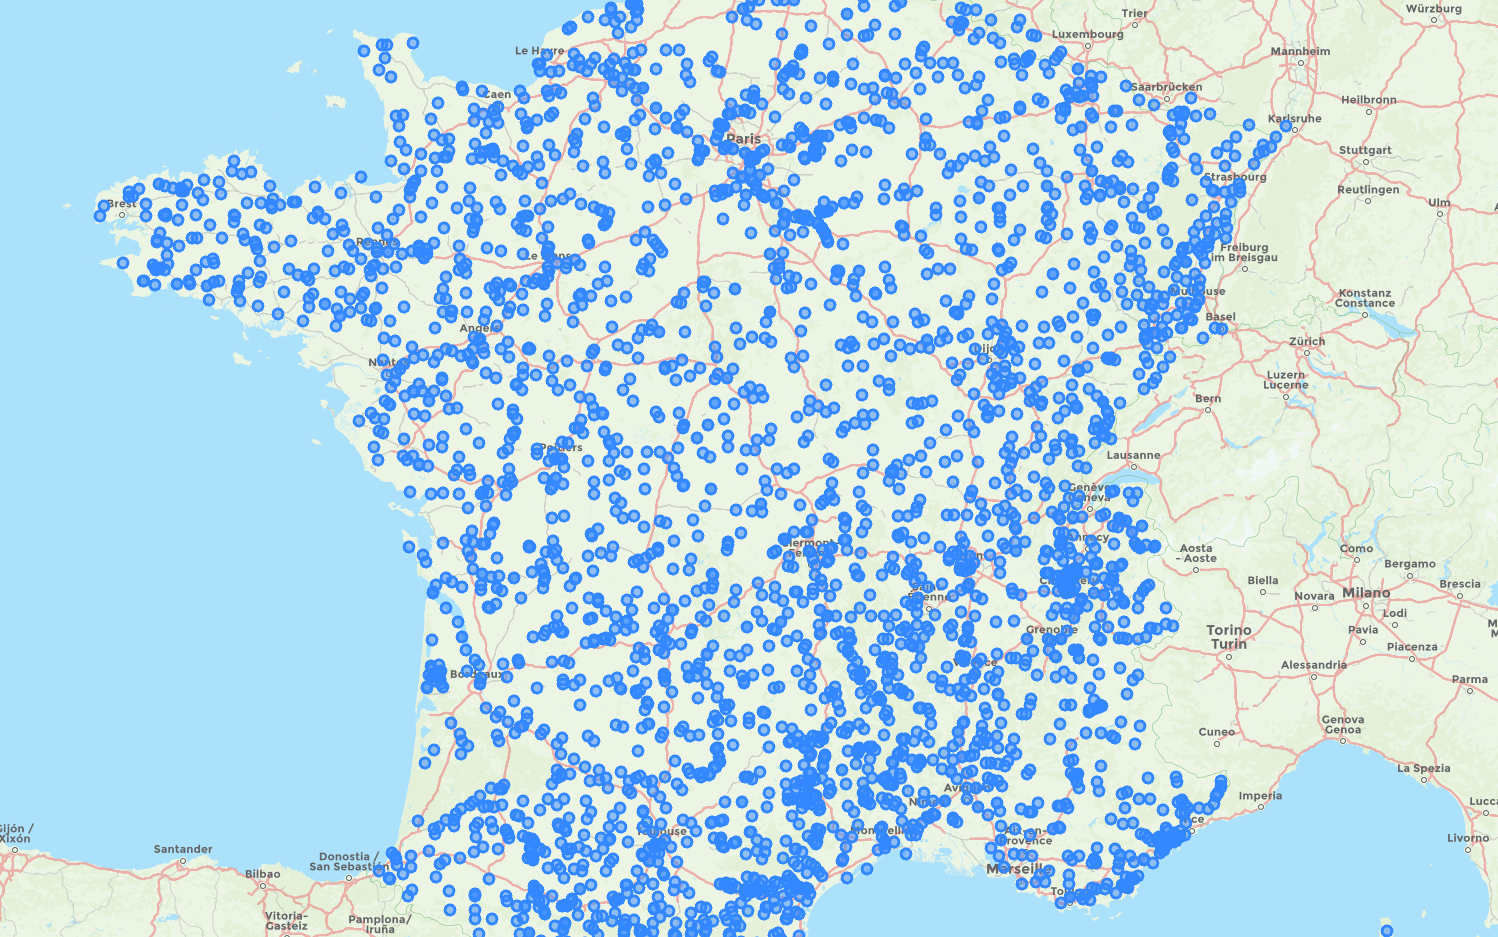 Würzburg
Trier
Luxembourg
Mannheim
Le Havre
Saarbrücken
Caen
Heilbronn
Karlsruhe
Paris
Stuttgart
Strasbourg
Reutlingen
Brest
Ulm
Rennes
Freiburg
im Breisgau
Le Mans
Mulhouse
Konstanz
Constance
Basel
Angers
Zürich
Dijon
Nantes
Luzern
Lucerne
Bern
Poitiers
Lausanne
Genève
Geneva
Annecy
Clermont-
Ferrand
Aosta
- Aoste
Como
Bergamo
Biella
Brescia
Novara
Milano
Lodi
Saint-
Étienne
Grenoble
Torino
Turin
Pavia
Piacenza
Valence
Alessandria
Bordeaux
Parma
Genova
Genoa
Cuneo
La Spezia
Avignon
Imperia
Nîmes
Lucca
Gijón /
Xixón
Toulouse
Montpellier
Aix-en-
Provence
Nice
Livorno
Santander
Donostia /
San Sebastián
Marseille
Bilbao
Toulon
Vitoria-
Gasteiz
Pamplona/
Iruña